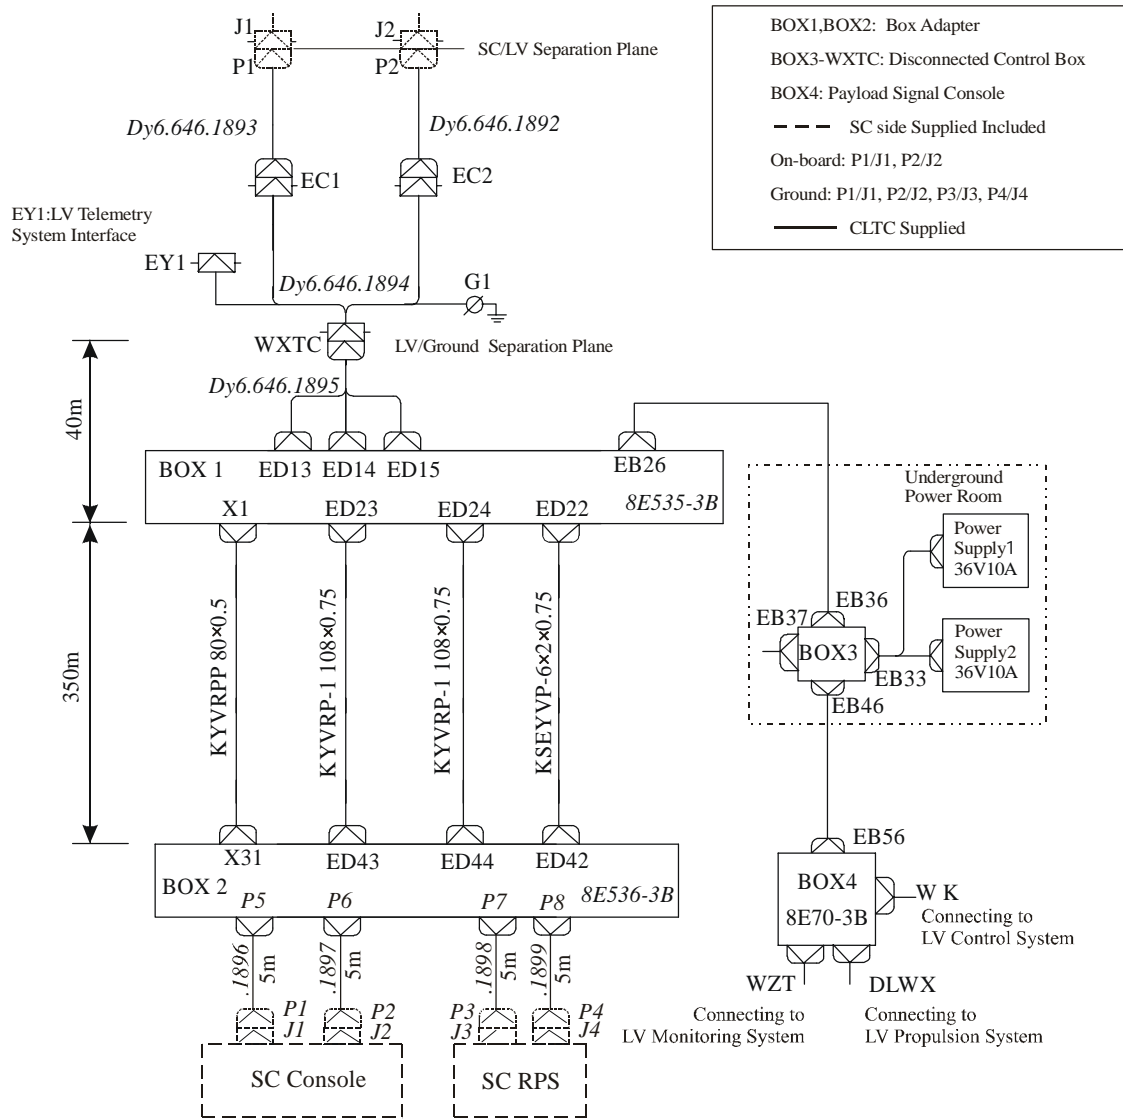 J1
J2
P1
P2
SC/LV Separation Plane
BOX1,BOX2: Box Adapter
BOX3-WXTC: Disconnected Control Box
BOX4: Payload Signal Console
SC side Supplied Included
On-board: P1/J1, P2/J2
Ground: P1/J1, P2/J2, P3/J3, P4/J4
CLTC Supplied
Dy6.646.1893
Dy6.646.1892
EC1
EC2
EY1:LV Telemetry
System Interface
EY1
Dy6.646.1894
G1
WXTC
LV/Ground Separation Plane
Dy6.646.1895
40m
BOX 1
ED13
ED14
ED15
EB26
X1
ED23
ED24
ED22
8E535-3B
Underground
Power Room
Power
Supply1
36V10A
EB36
EB37
BOX3
EB33
Power
Supply2
36V10A
EB46
350m
KYVRPP 80×0.5
KYVRP-1 108×0.75
KYVRP-1 108×0.75
KSEYVP-6×2×0.75
X31
ED43
ED44
ED42
BOX 2
8E536-3B
P5
P6
P7
P8
EB56
BOX4
8E70-3B
W K
Connecting to
LV Control System
WZT
DLWX
Connecting to
LV Monitoring System
Connecting to
LV Propulsion System
.1896
5m
.1897
5m
.1898
5m
.1899
5m
P1
J1
P2
J2
P3
J3
P4
J4
SC Console
SC RPS